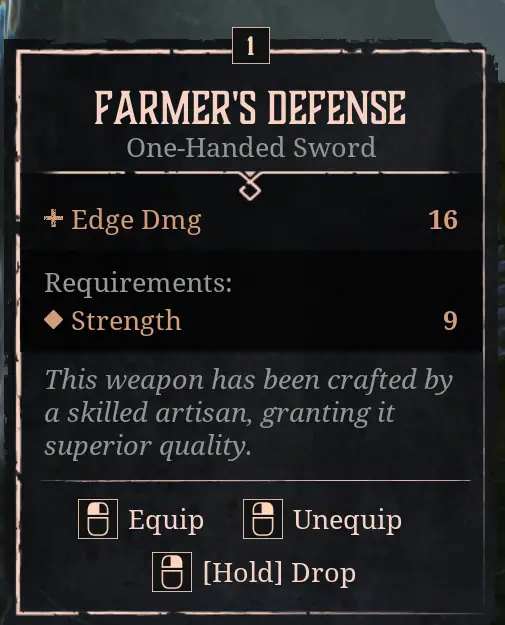 1
FARMER'S DEFENSE
One-Handed Sword
Edge Dmg 16
Requirements:
Strength 9
This weapon has been crafted by
a skilled artisan, granting it
superior quality.
Equip Unequip
[Hold] Drop